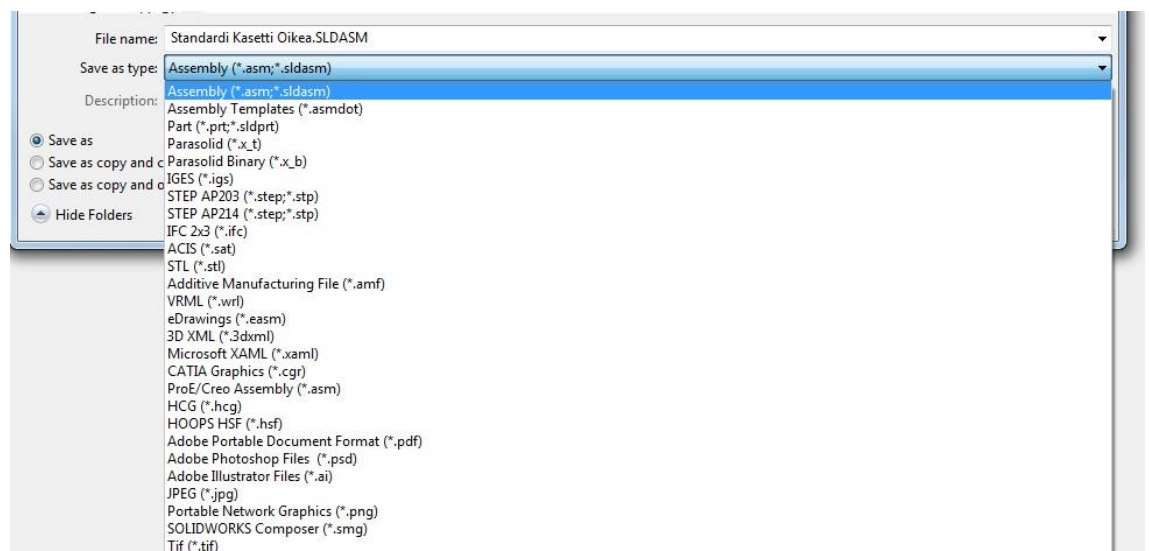 File name: Standardi Kasetti Oikea.SLDASM
Save as type: Assembly (*.asm;*.sldasm)
Description:
Assembly (*.asm;*.sldasm)
Assembly Templates (*.asmdot)
Part (*.prt;*.sldprt)
Save as
Parasolid (*.x_t)
Save as copy and c
Parasolid Binary (*.x_b)
IGES (*.igs)
Save as copy and o
STEP AP203 (*.step;*.stp)
STEP AP214 (*.step;*.stp)
Hide Folders
IFC 2x3 (*.ifc)
ACIS (*.sat)
STL (*.stl)
Additive Manufacturing File (*.amf)
VRML (*.wrl)
eDrawings (*.easm)
3D XML (*.3dxml)
Microsoft XAML (*.xaml)
CATIA Graphics (*.cgr)
ProE/Creo Assembly (*.asm)
HCG (*.hcg)
HOOPS HSF (*.hsf)
Adobe Portable Document Format (*.pdf)
Adobe Photoshop Files (*.psd)
Adobe Illustrator Files (*.ai)
JPEG (*.jpg)
Portable Network Graphics (*.png)
SOLIDWORKS Composer (*.smg)
Tif (*.tif)